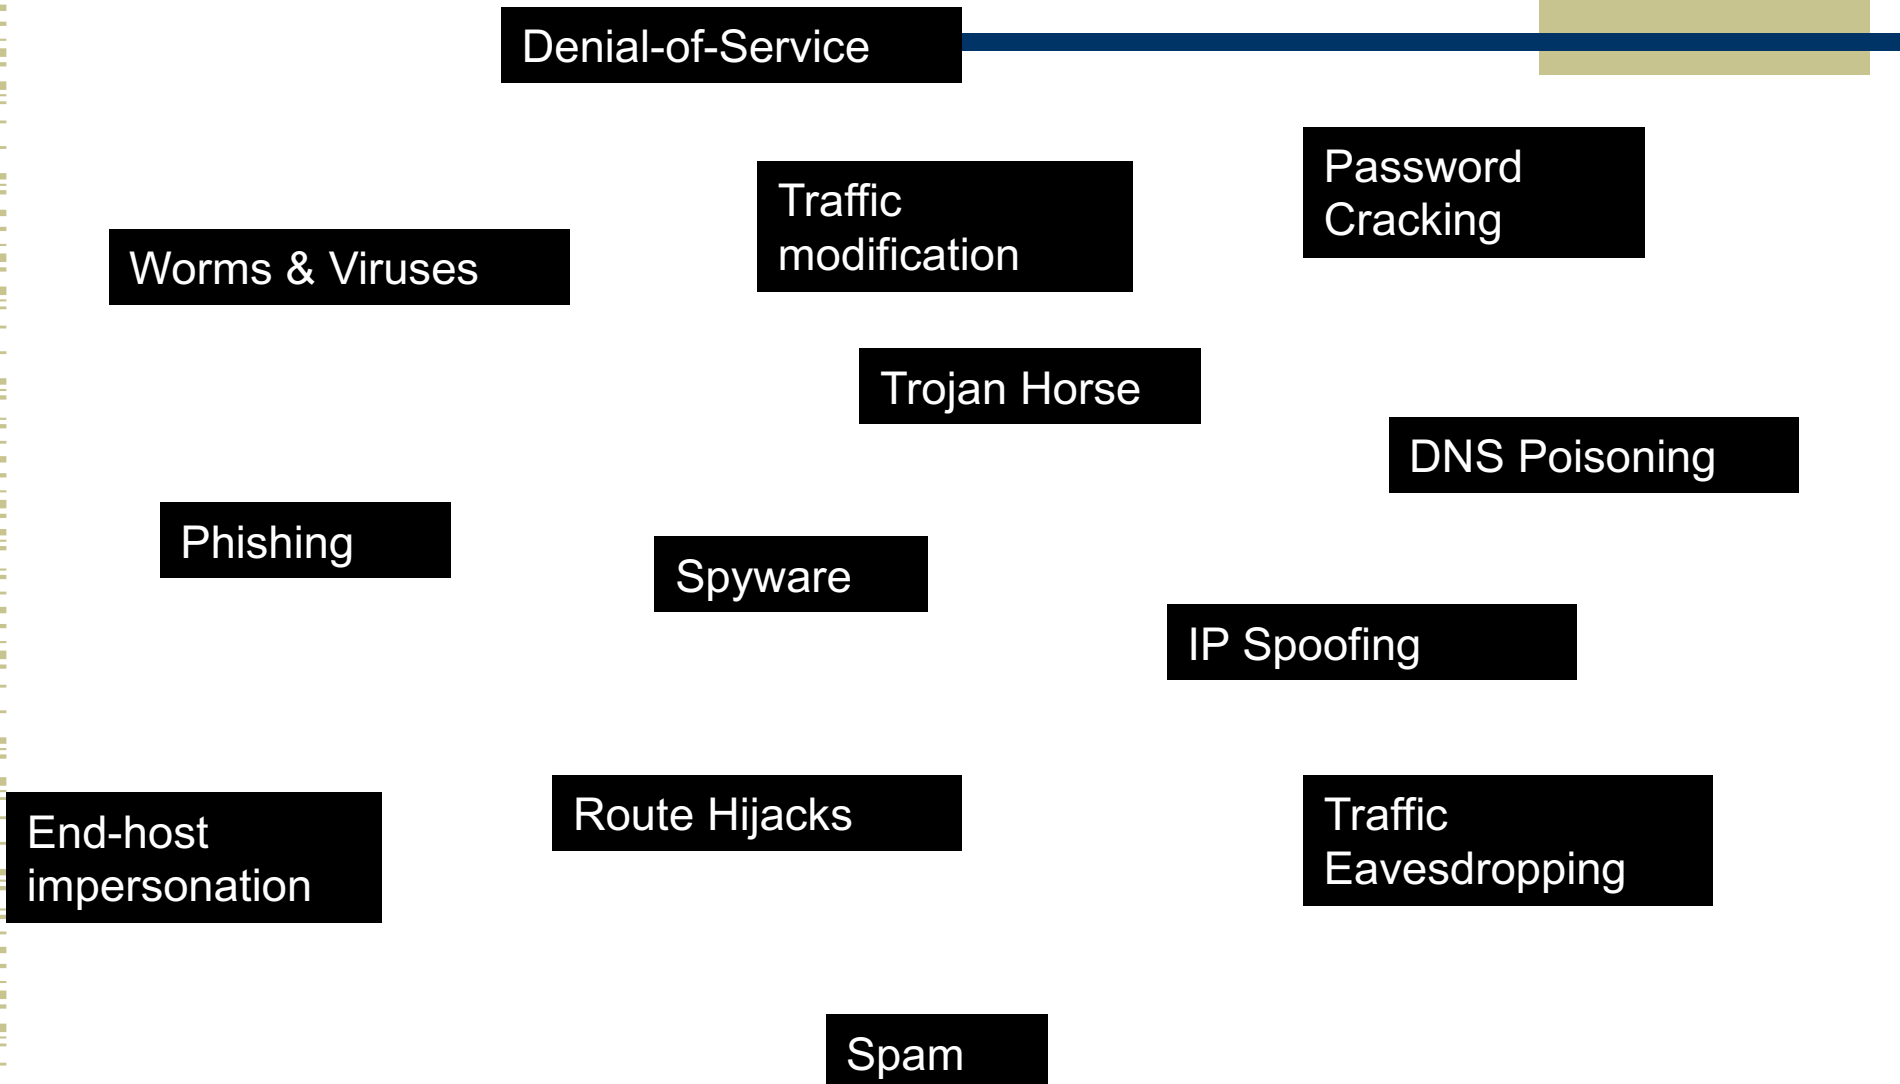 Denial-of-Service
Password
Cracking
Traffic
modification
Worms & Viruses
Trojan Horse
DNS Poisoning
Phishing
Spyware
IP Spoofing
Route Hijacks
Traffic
Eavesdropping
End-host
impersonation
Spam